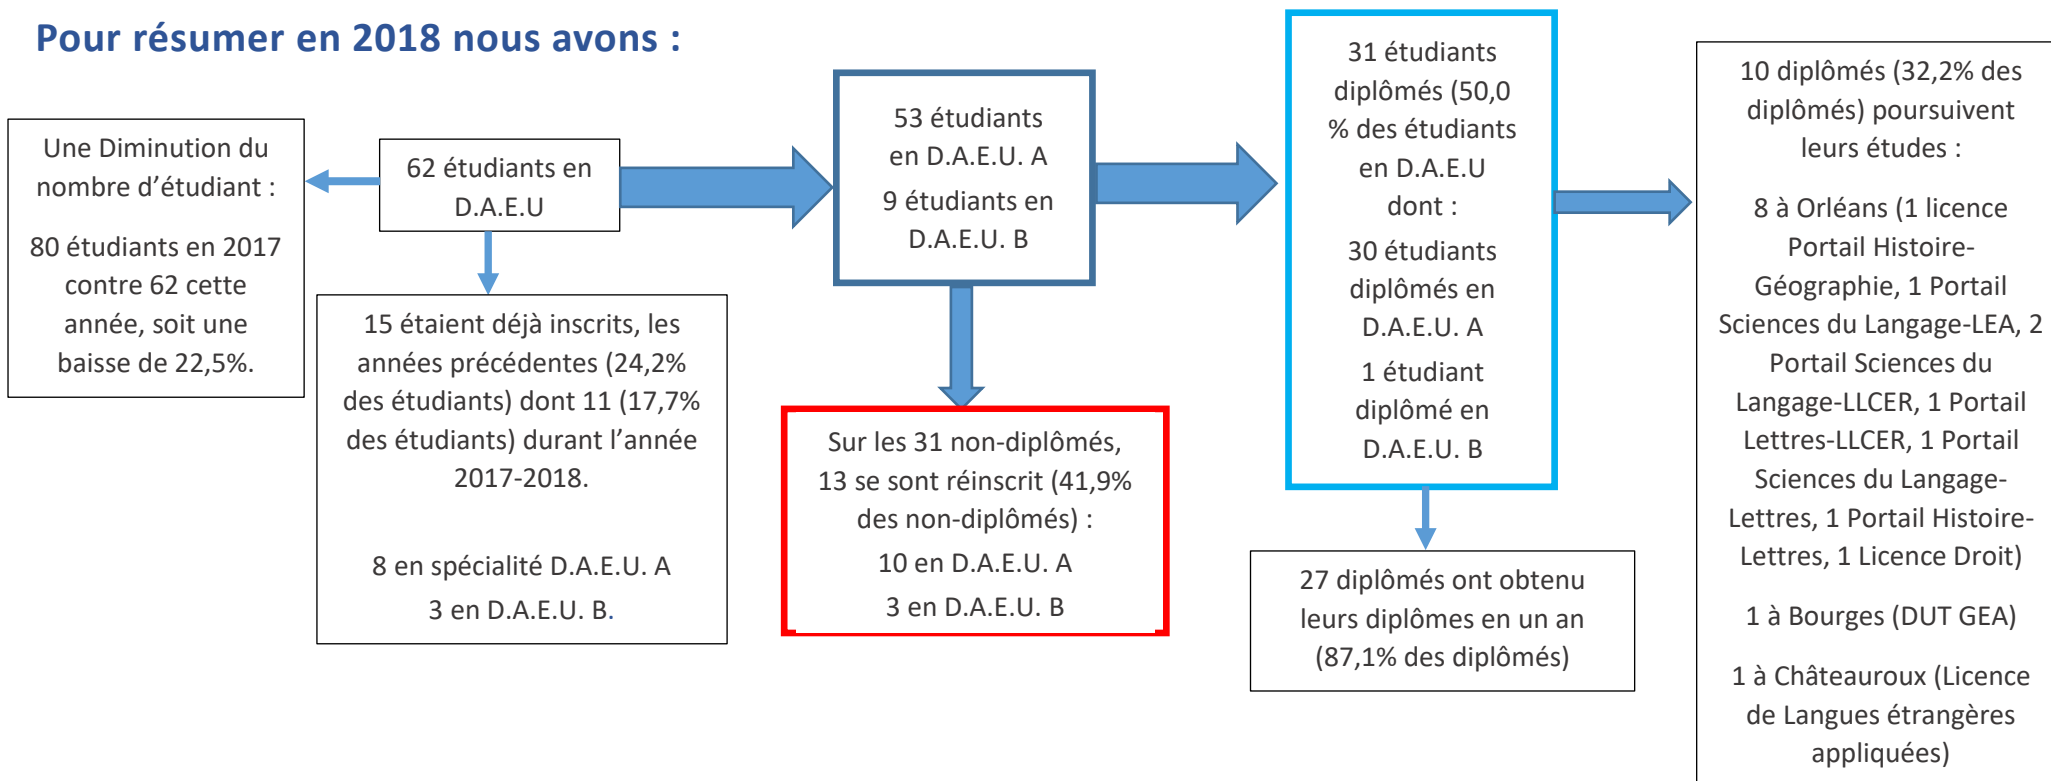 Pour résumer en 2018 nous avons :
Une Diminution du
nombre d’étudiant :
80 étudiants en 2017
contre 62 cette
année, soit une
baisse de 22,5%.
62 étudiants en
D.A.E.U
15 étaient déjà inscrits, les
années précédentes (24,2%
des étudiants) dont 11 (17,7%
des étudiants) durant l’année
2017-2018.
8 en spécialité D.A.E.U. A
3 en D.A.E.U. B.
53 étudiants
en D.A.E.U. A
9 étudiants en
D.A.E.U. B
Sur les 31 non-diplômés,
13 se sont réinscrit (41,9%
des non-diplômés) :
10 en D.A.E.U. A
3 en D.A.E.U. B
31 étudiants
diplômés (50,0
% des étudiants
en D.A.E.U
dont :
30 étudiants
diplômés en
D.A.E.U. A
1 étudiant
diplômé en
D.A.E.U. B
27 diplômés ont obtenu
leurs diplômes en un an
(87,1% des diplômés)
10 diplômés (32,2% des
diplômés) poursuivent
leurs études :
8 à Orléans (1 licence
Portail Histoire-
Géographie, 1 Portail
Sciences du Langage-LEA, 2
Portail Sciences du
Langage-LLCER, 1 Portail
Lettres-LLCER, 1 Portail
Sciences du Langage-
Lettres, 1 Portail Histoire-
Lettres, 1 Licence Droit)
1 à Bourges (DUT GEA)
1 à Châteauroux (Licence
de Langues étrangères
appliquées)